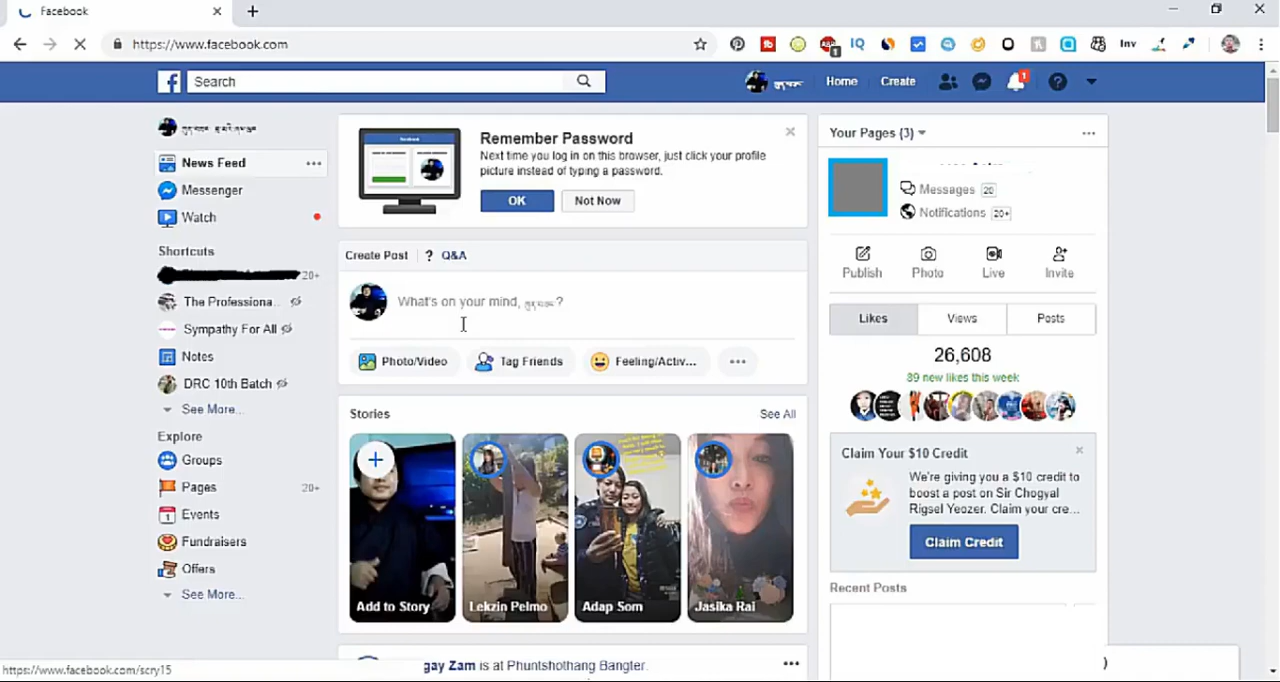 Facebook
https://www.facebook.com
1
IQ
Inv
Search
Home
Create
1
News Feed
Messenger
Watch
Shortcuts
20+
The Professiona...
Sympathy For All
Notes
DRC 10th Batch
See More...
Explore
Groups
Pages 20+
Events
Fundraisers
Offers
See More...
Remember Password
Next time you log in on this browser, just click your profile
picture instead of typing a password.
OK
Not Now
Create Post
? Q&A
What's on your mind, ?
Photo/Video
Tag Friends
Feeling/Activ...
Stories
See All
Add to Story
Lekzin Pelmo
Adap Som
Jasika Rai
gay Zam is at Phuntshothang Bangter.
Your Pages (3)
Messages 20
Notifications 20+
Publish
Photo
Live
Invite
Likes
Views
Posts
26,608
89 new likes this week
Claim Your $10 Credit
We're giving you a $10 credit to
boost a post on Sir Chogyal
Rigsel Yeozer. Claim your cre...
Claim Credit
Recent Posts
https://www.facebook.com/scry15